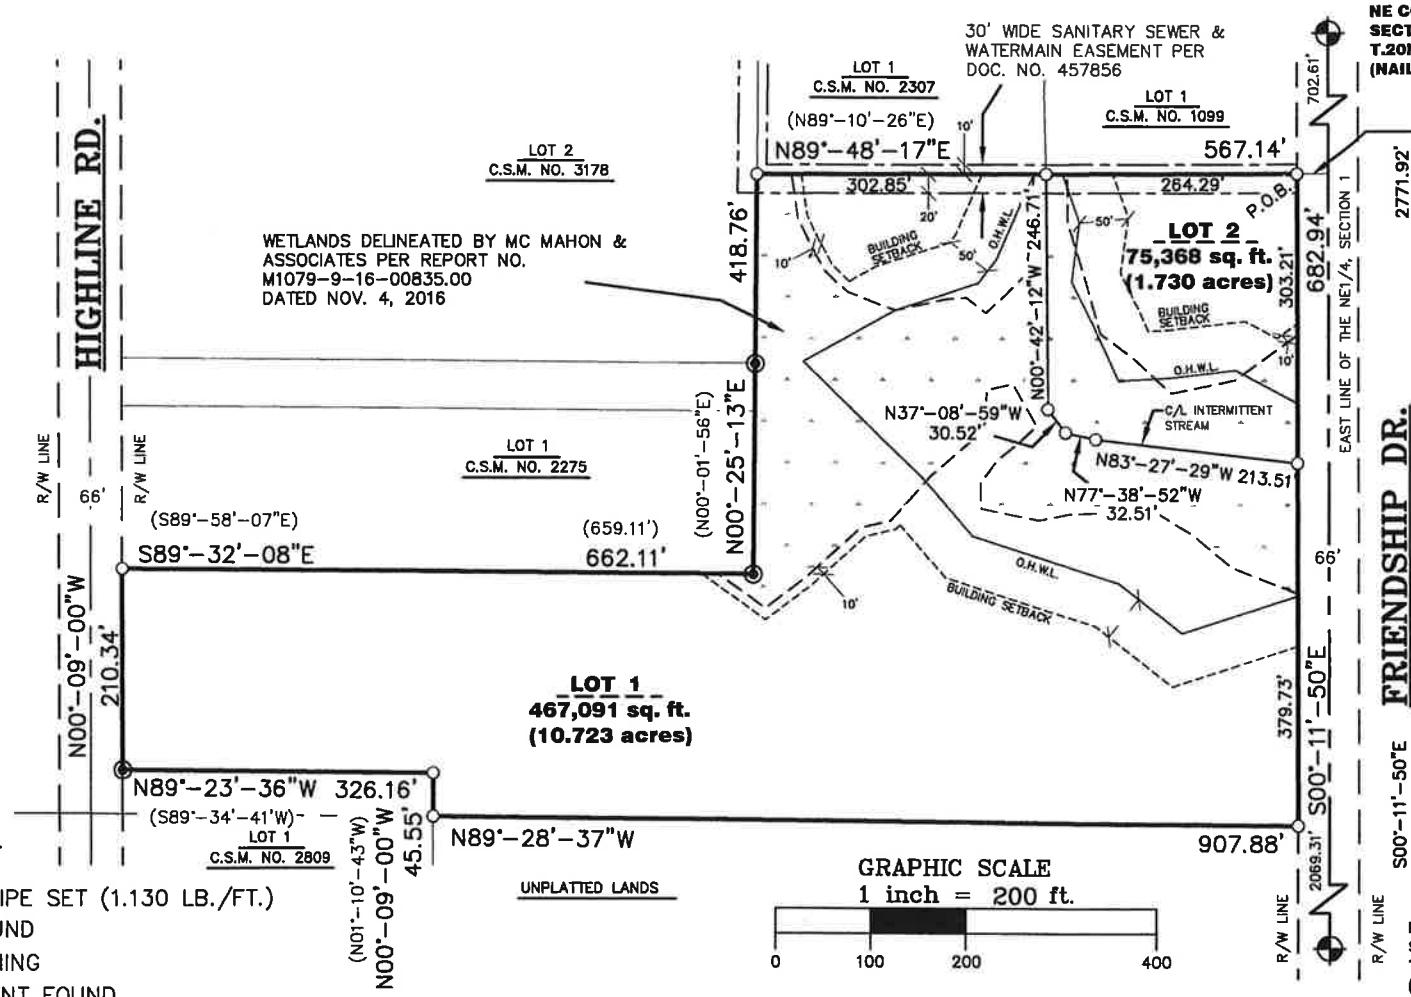 30' WIDE SANITARY SEWER &
WATERMAIN EASEMENT PER
DOC. NO. 457856
702.61'
2771.92'
LOT 1
C.S.M. NO. 2307
(N89°-10'-26"E)
10'
N89°-48'-17"E
LOT 1
C.S.M. NO. 1099
567.14'
302.85'
20'
264.29'
P.O.B.
LOT 2
C.S.M. NO. 3178
HIGHLINE RD.
WETLANDS DELINEATED BY MC MAHON &
ASSOCIATES PER REPORT NO.
M1079-9-16-00835.00
DATED NOV. 4, 2016
418.76'
10'
BUILDING
SETBACK
50'
O.H.W.L.
N00°-42'-12"W 246.71'
50'
LOT 2
75,368 sq. ft.
(1.730 acres)
BUILDING
SETBACK
303.21'
682.94'
10'
EAST LINE OF THE NE1/4, SECTION 1
O.H.W.L.
C/L INTERMITTENT
STREAM
N37°-08'-59"W
30.52'
N83°-27'-29"W 213.51'
N77°-38'-52"W
32.51'
LOT 1
C.S.M. NO. 2275
(N00°-01'-56"E)
N00°-25'-13"E
R/W LINE
66'
R/W LINE
(S89°-58'-07"E)
(659.11')
S89°-32'-08"E
662.11'
O.H.W.L.
BUILDING SETBACK
10'
66'
FRIENDSHIP DR.
N00°-09'-00"W
210.34'
LOT 1
467,091 sq. ft.
(10.723 acres)
379.73'
S00°-11'-50"E
S00°-11'-50"E
N89°-23'-36"W
326.16'
(S89°-34'-41'W)
LOT 1
C.S.M. NO. 2809
(N01°-10'-43"W)
N00°-09'-00"W
45.55'
N89°-28'-37"W
907.88'
2069.31'
UNPLATTED LANDS
GRAPHIC SCALE
1 inch = 200 ft.
0 100 200 400
R/W LINE
R/W LINE
IPE SET (1.130 LB./FT.)